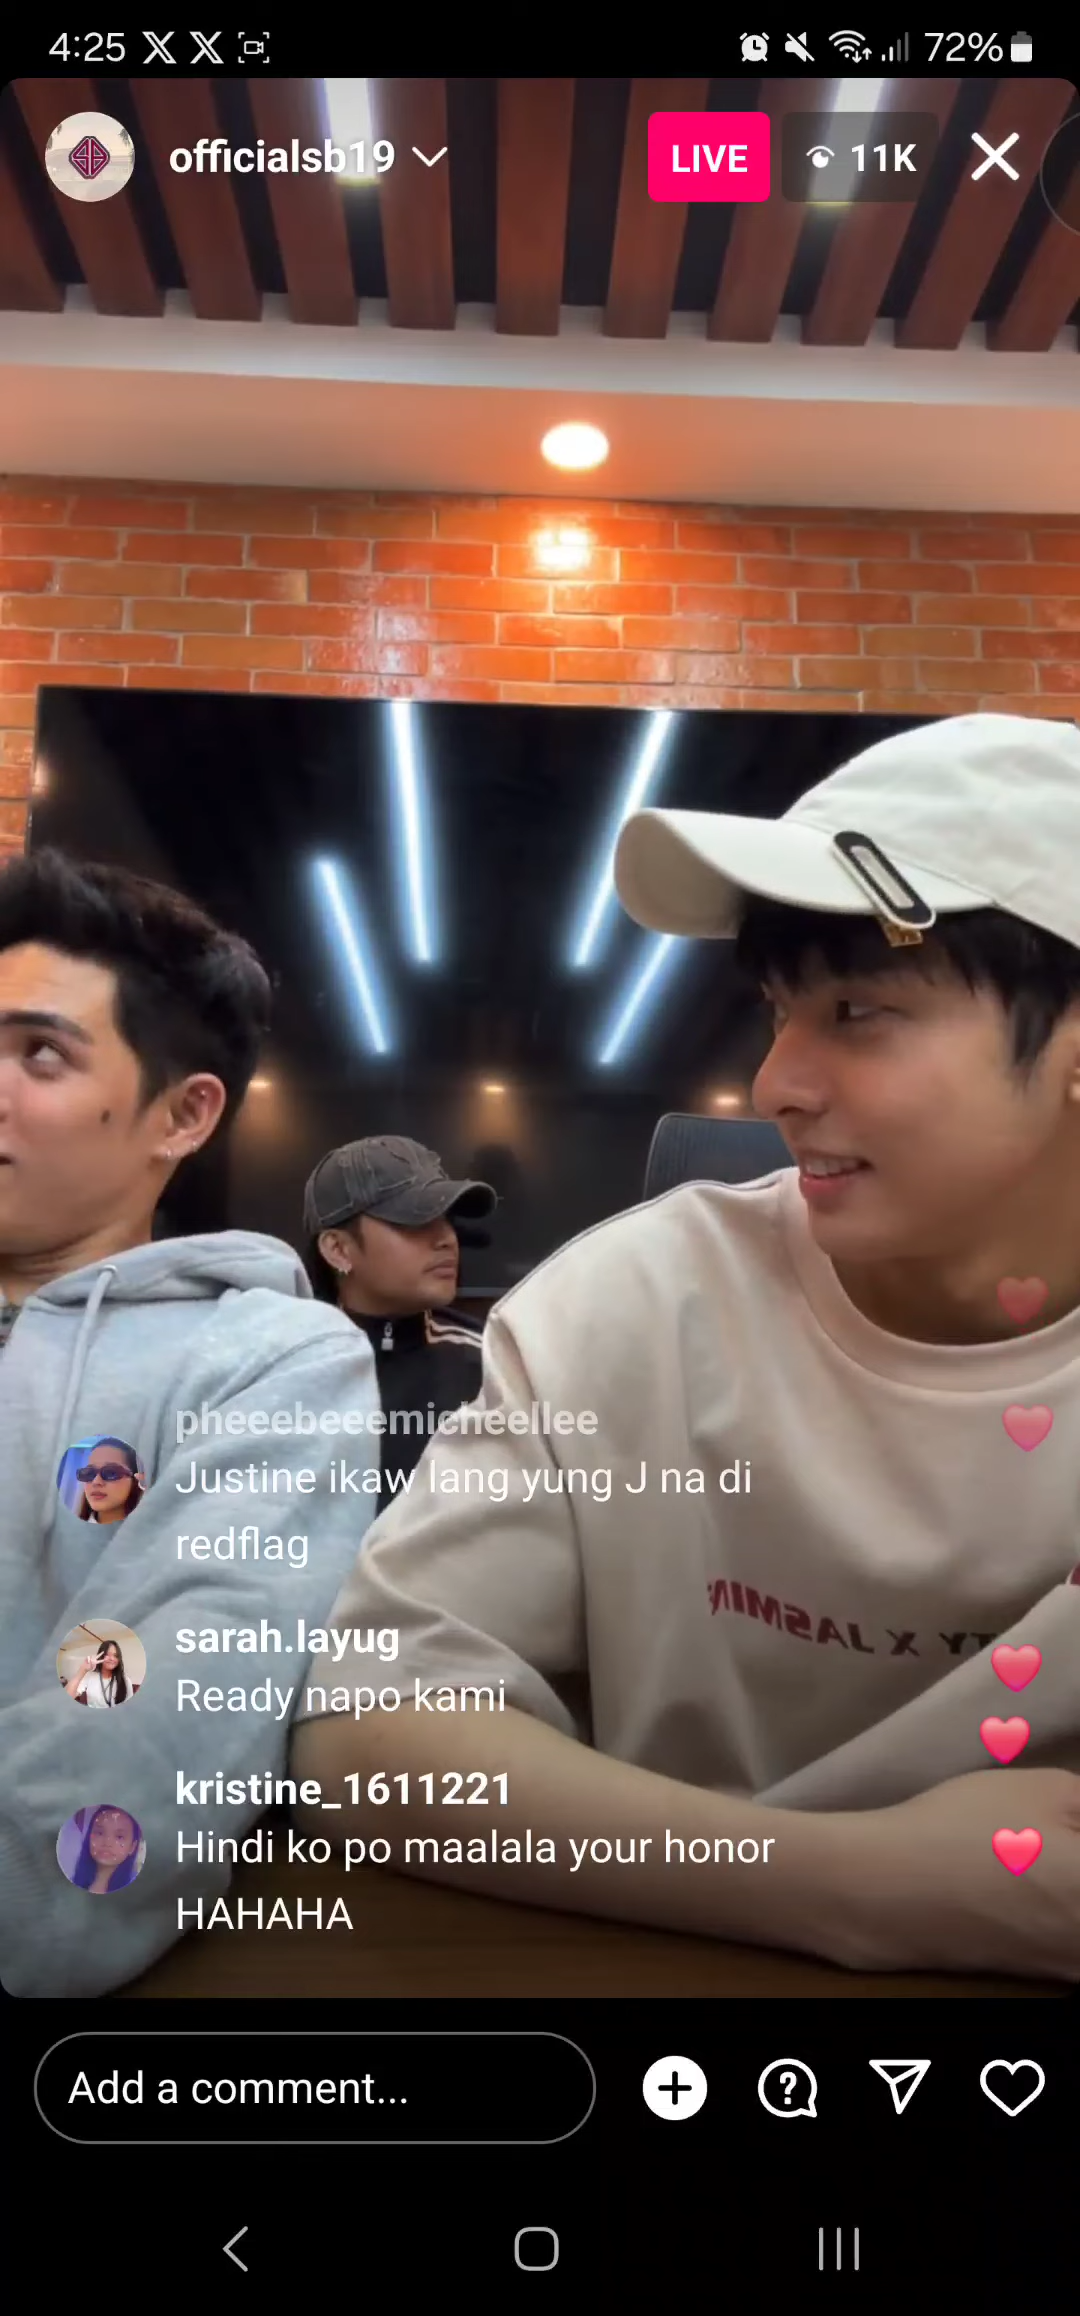 4:25
72%
officialsb19
LIVE
11K
pheeebeeemicheellee
Justine ikaw lang yung J na di
redflag
sarah.layug
Ready napo kami
kristine_1611221
Hindi ko po maalala your honor
HAHAHA
Add a comment...